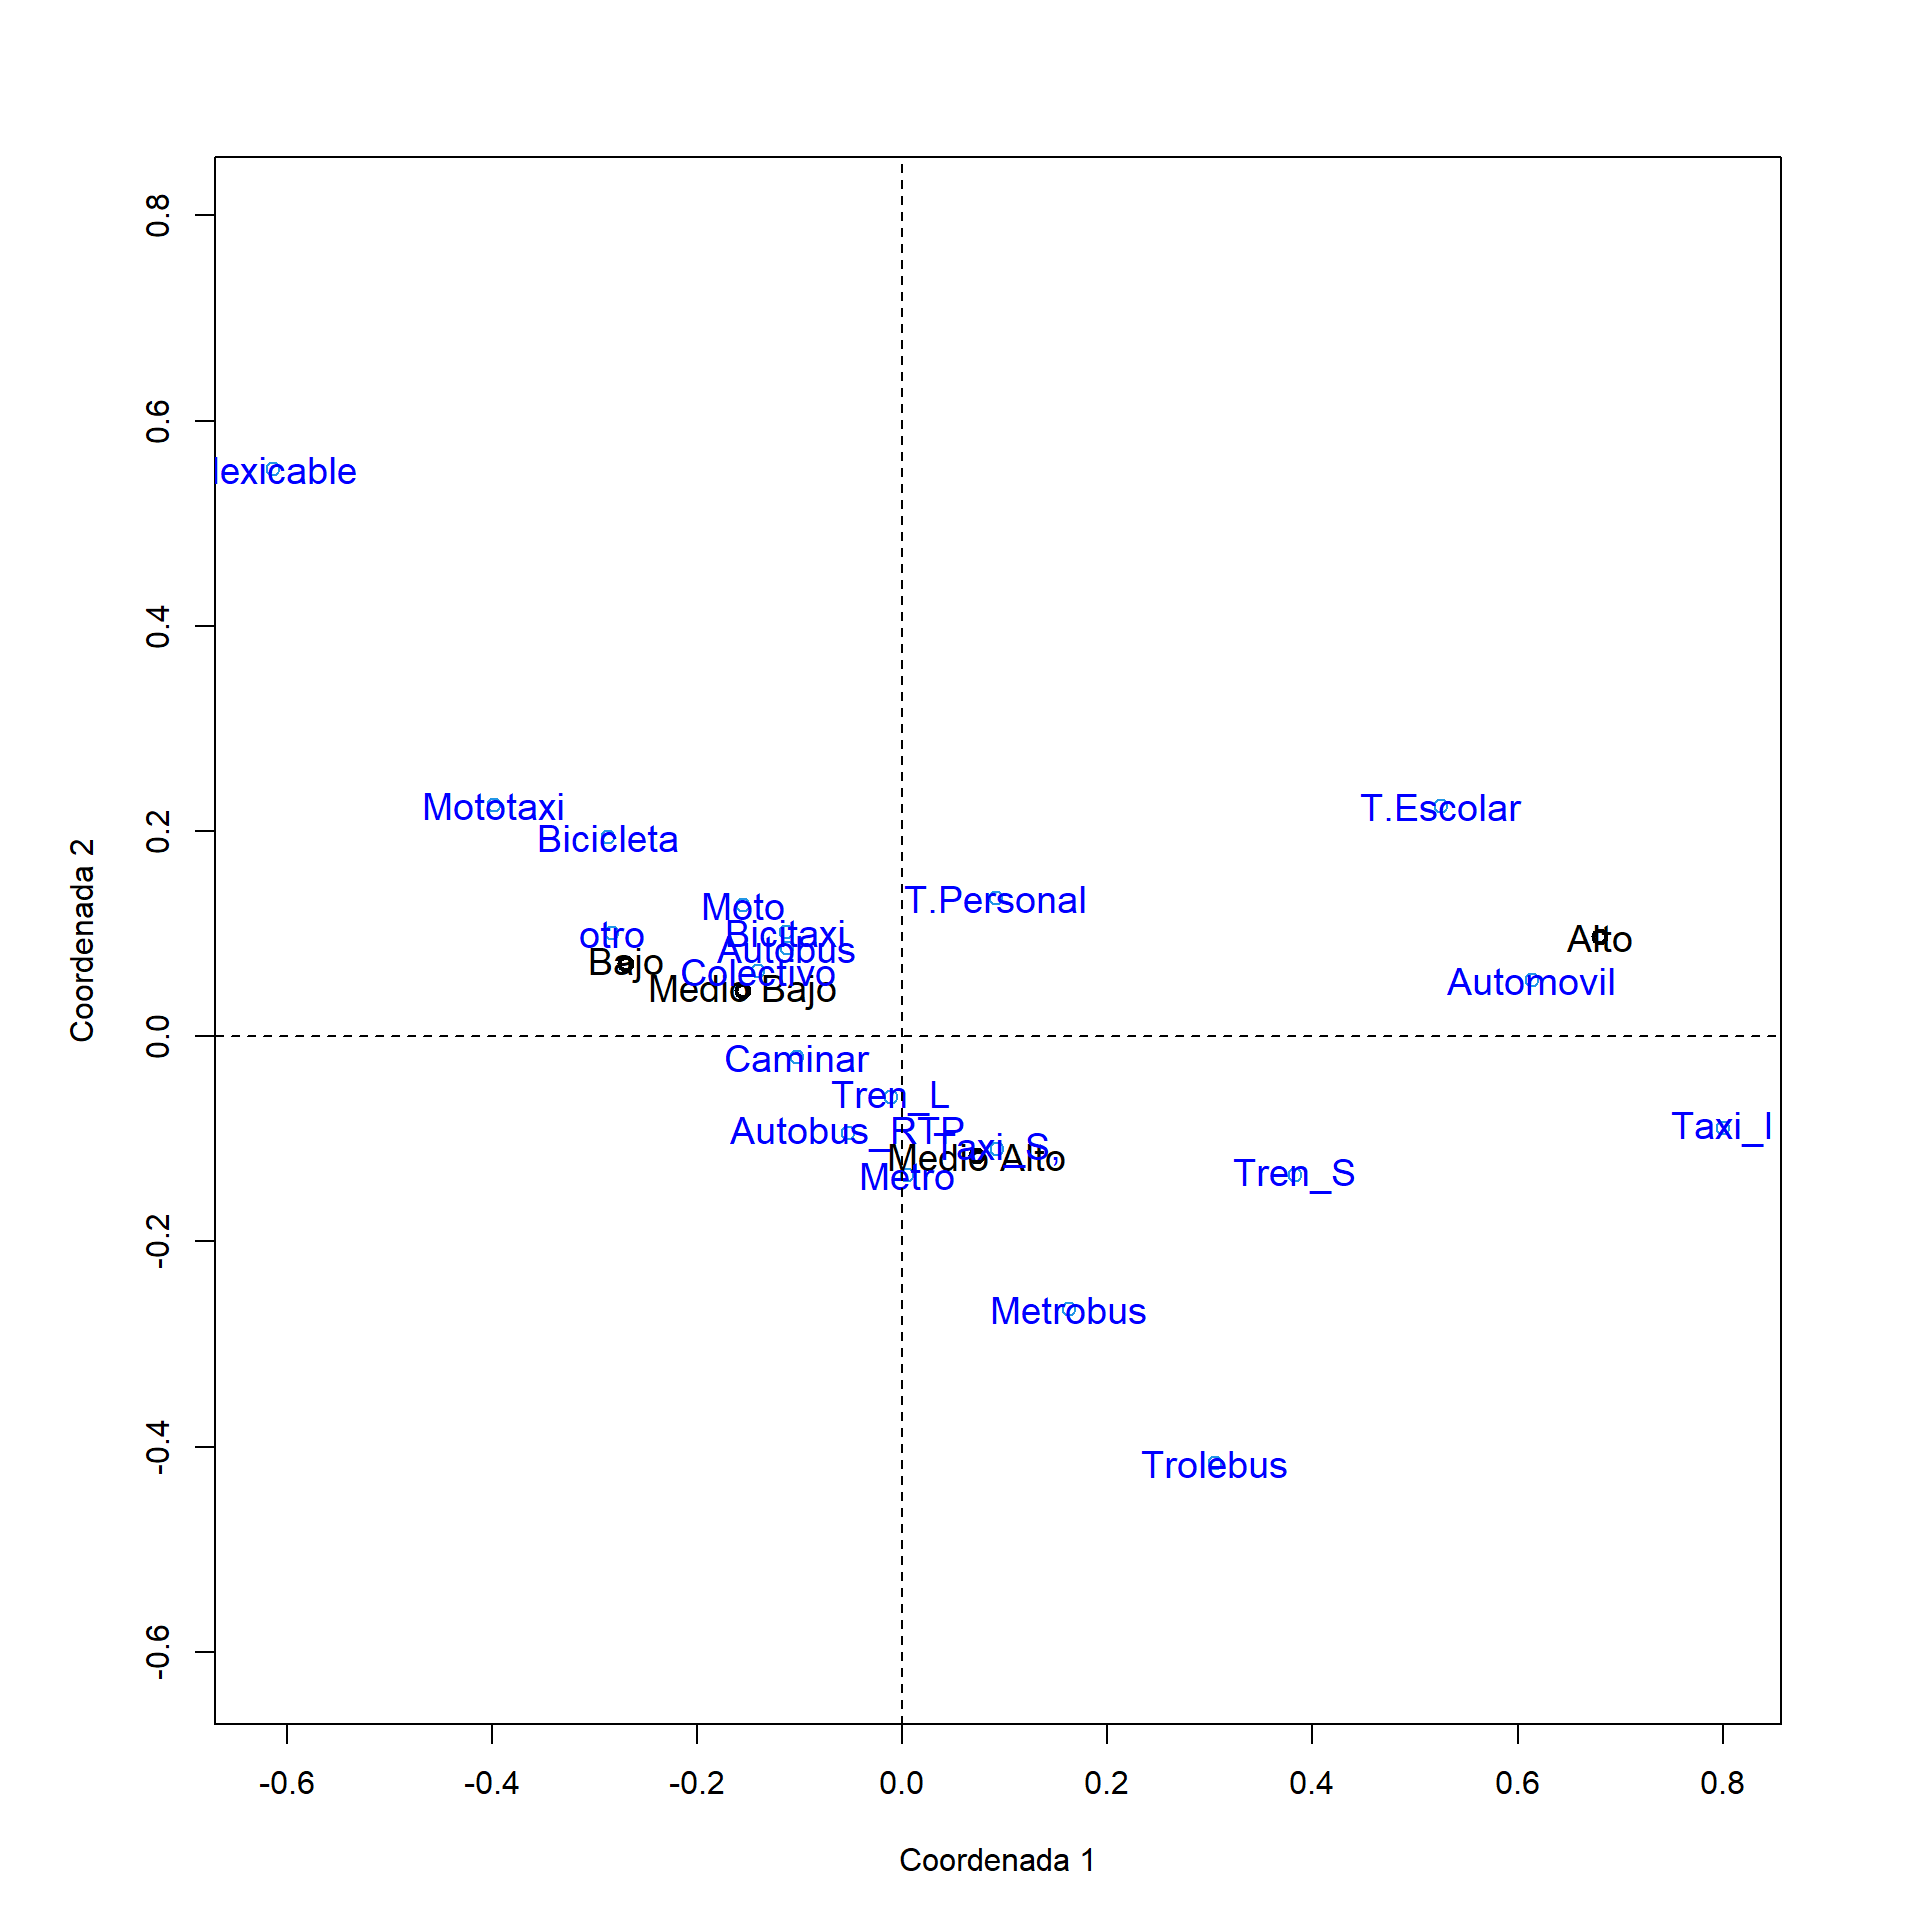 0.8
0.6
lexicable
0.4
Mototaxi
T.Escolar
0.2
Bicicleta
T.Personal
Moto
Bicitaxi
otro
Alto
Autobus
Bajo
Colectivo
Automovil
Medio Bajo
Coordenada 2
0.0
Caminar
Tren_L
Taxi_I
Autobus_RTP
Taxi_S,
Medio Alto
Tren_S
Metro
-0.2
Metrobus
-0.4
Trolebus
-0.6
-0.6 -0.4 -0.2 0.0 0.2 0.4 0.6 0.8
Coordenada 1